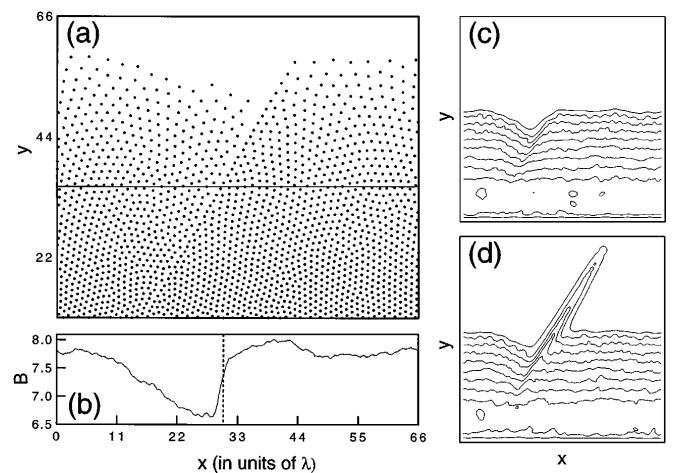 66
(a)
44
y
22
8.0
7.5
B
7.0
6.5
(b)
0 11 22 33 44 55 66
x (in units of λ)
(c)
y
(d)
y
x